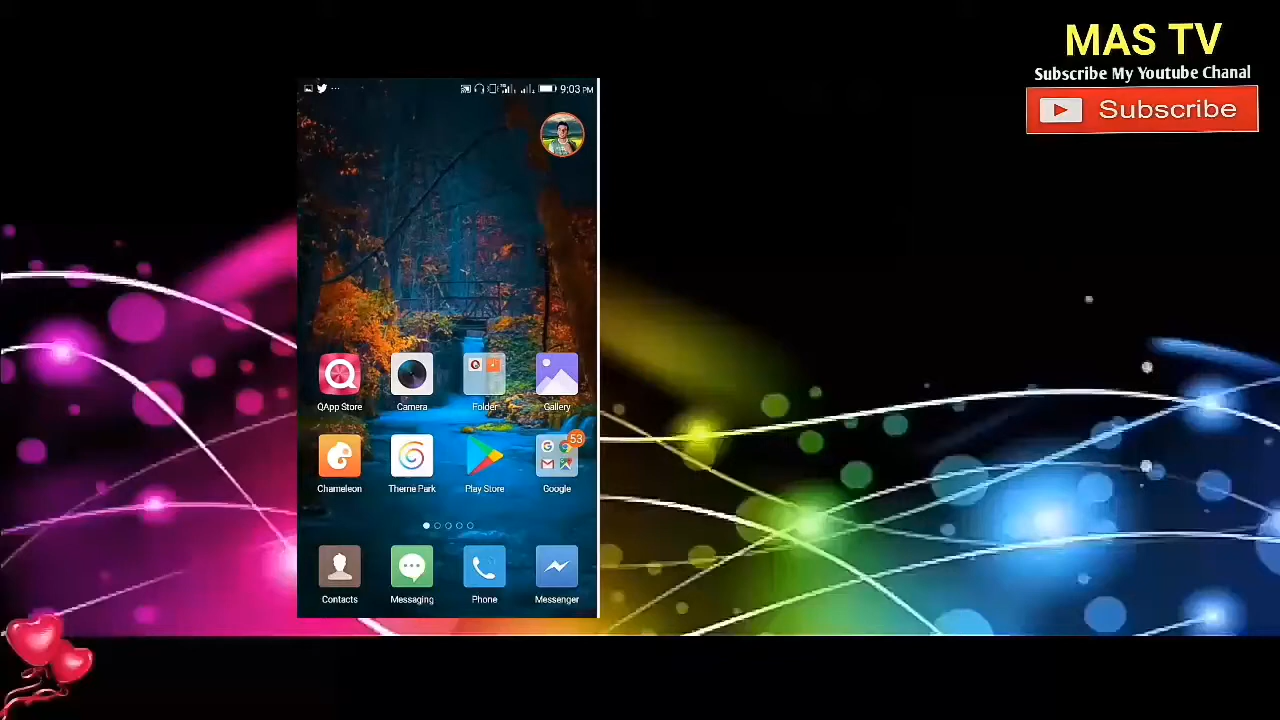 MAS TV
Subscribe My Youtube Chanal
Subscribe
9:03 PM
QApp Store
Camera
Folder
Gallery
53
Chameleon
Theme Park
Play Store
Google
Contacts
Messaging
Phone
Messenger